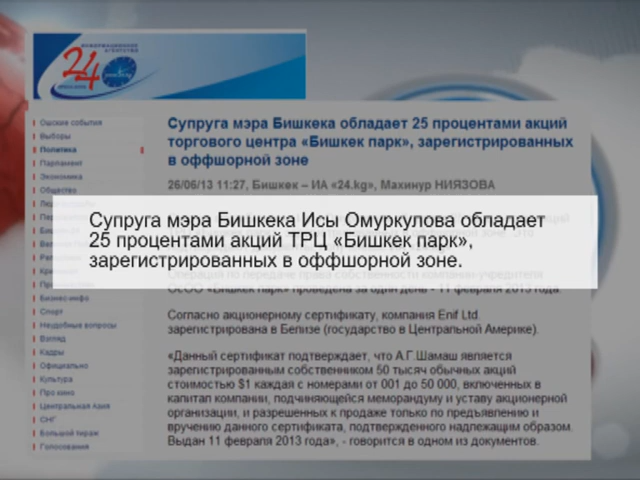 24
Ошские события
Выборы
Политика
Парламент
Экономика
Общество
Супруга мэра Бишкека обладает 25 процентами акций
торгового центра «Бишкек парк», зарегистрированных
в оффшорной зоне
26/06/13 11:27, Бишкек – ИА «24.kg», Махинур НИЯЗОВА
Супруга мэра Бишкека Исы Омуркулова обладает
25 процентами акций ТРЦ «Бишкек парк»,
зарегистрированных в оффшорной зоне.
ОсОО «Бишкек парк» проведена за один день - 11 февраля 2013 года.
Бизнес-инфо
Спорт
Неудобные вопросы
Взгляд
Кадры
Официально
Культура
Про кино
Центральная Азия
СНГ
Большой тираж
Голосования
Согласно акционерному сертификату, компания Enif Ltd.
зарегистрирована в Белизе (государство в Центральной Америке).
«Данный сертификат подтверждает, что А.Г.Шамаш является
зарегистрированным собственником 50 тысяч обычных акций
стоимостью $1 каждая с номерами от 001 до 50 000, включенных в
капитал компании, подчиняющейся меморандуму и уставу акционерной
организации, и разрешенных к продаже только по предъявлению и
вручению данного сертификата, подтвержденного надлежащим образом.
Выдан 11 февраля 2013 года», - говорится в одном из документов.